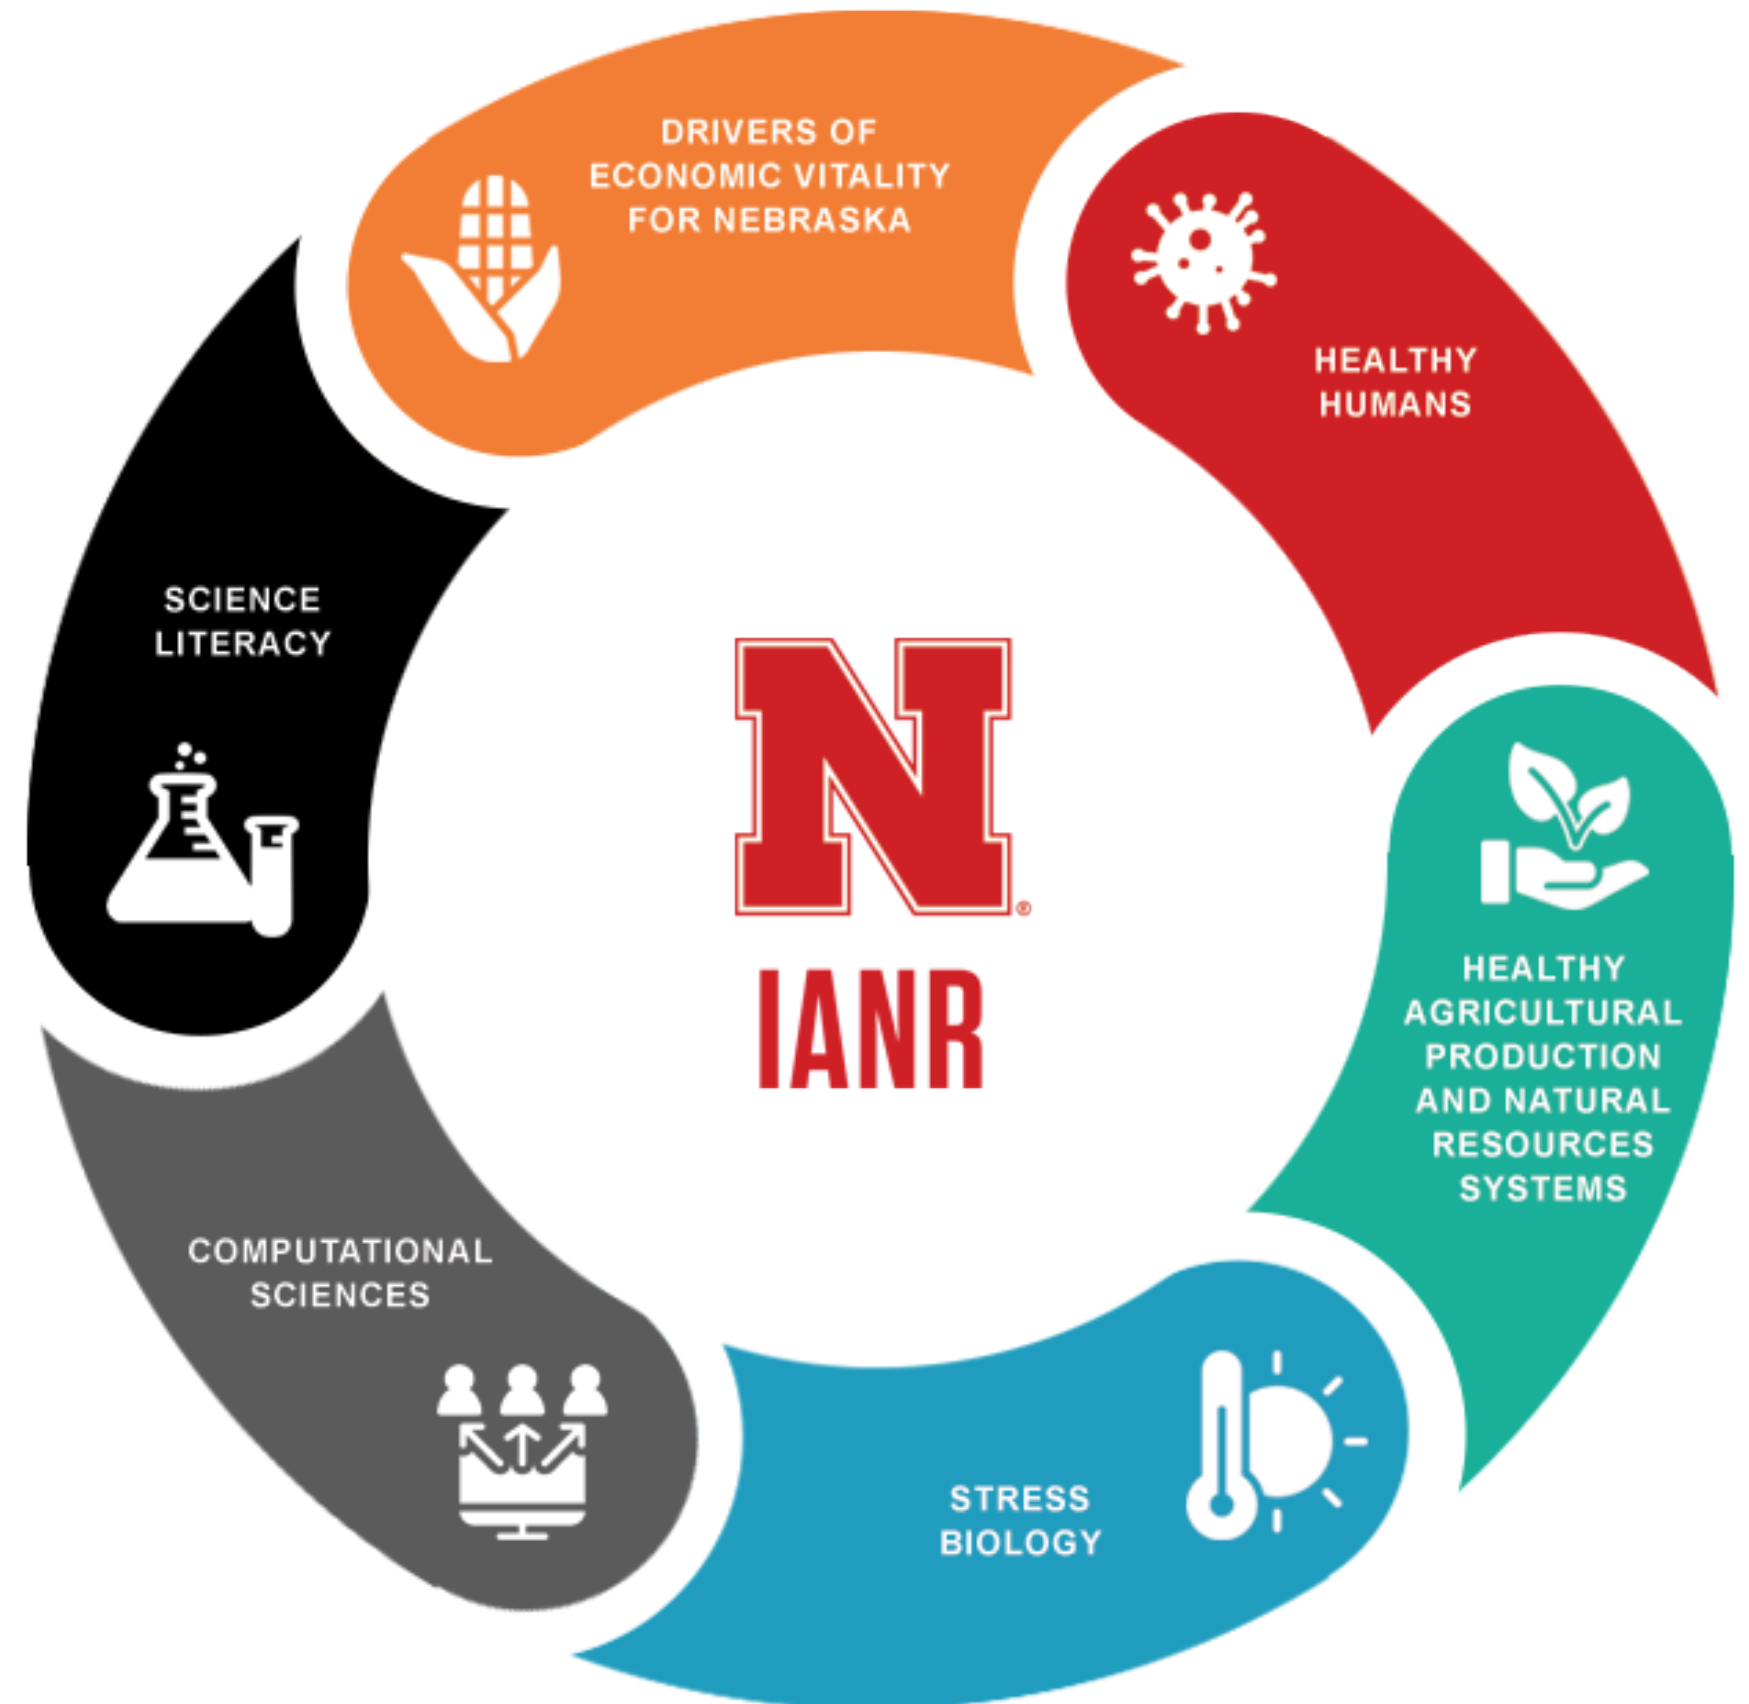 DRIVERS OF
ECONOMIC VITALITY
FOR NEBRASKA
HEALTHY
HUMANS
HEALTHY
AGRICULTURAL
PRODUCTION
AND NATURAL
RESOURCES
SYSTEMS
STRESS
BIOLOGY
COMPUTATIONAL
SCIENCES
SCIENCE
LITERACY
N®
IANR